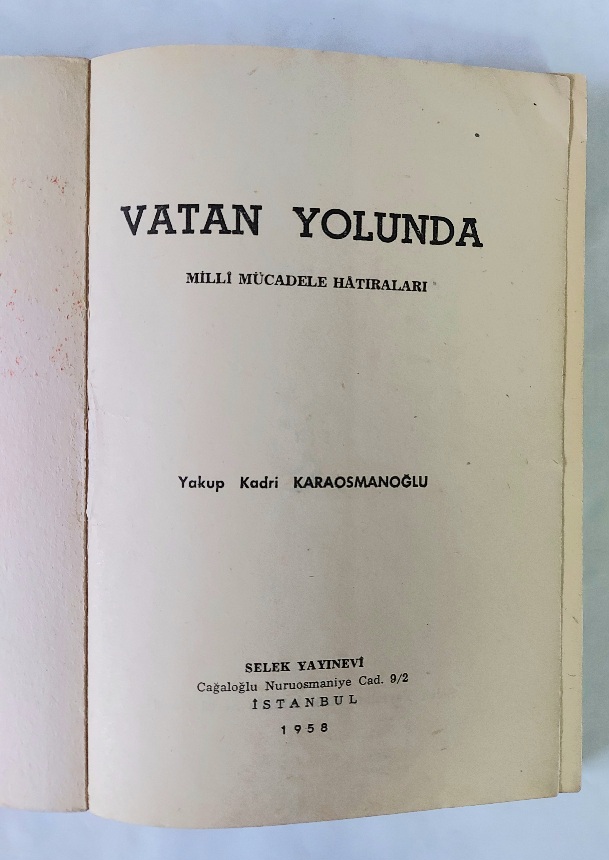 VATAN YOLUNDA
MİLLÎ MÜCADELE HÂTIRALARI
Yakup Kadri KARAOSMANOĞLU
SELEK YAYINEVİ
Cağaloğlu Nuruosmaniye Cad. 9/2
İSTANBUL
1958